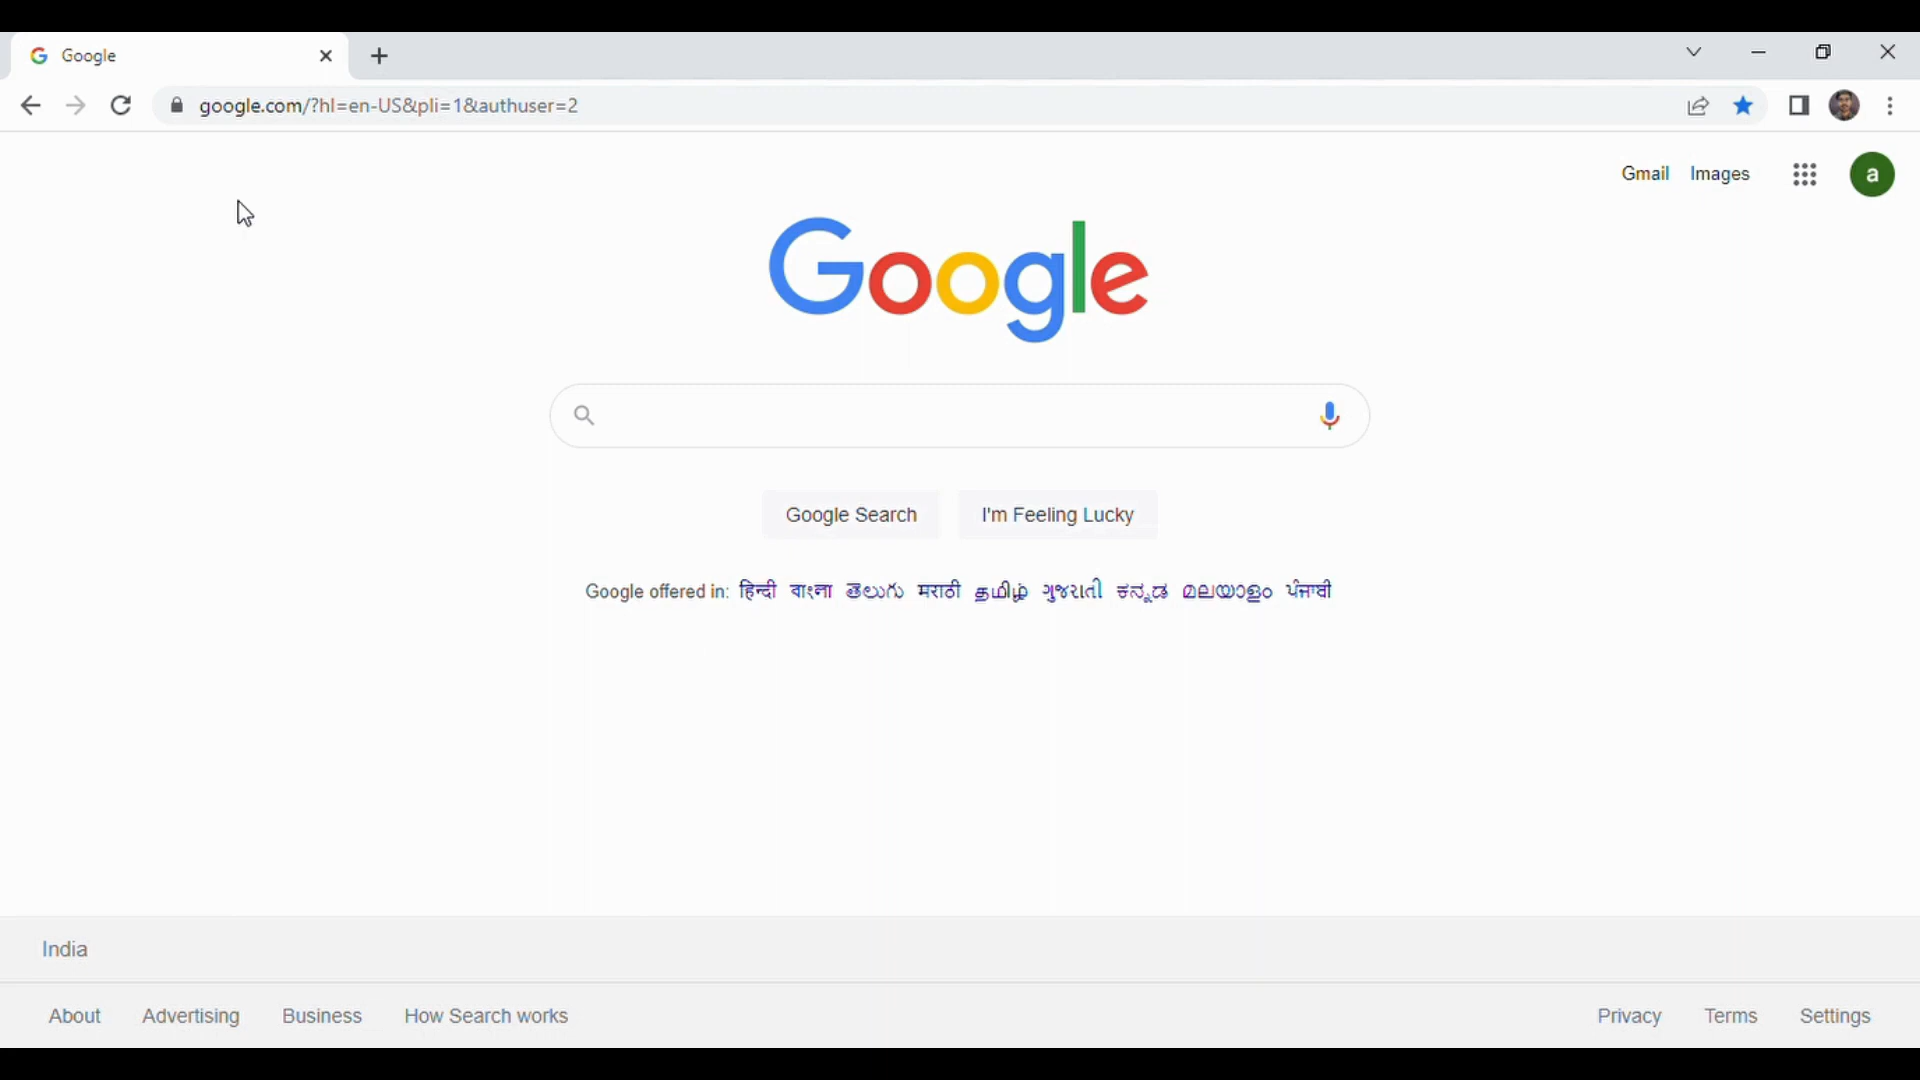 Google
google.com/?hl=en-US&pli=1&authuser=2
Gmail Images a
Google
Google Search I'm Feeling Lucky
Google offered in: हिन्दी বাংলা తెలుగు मराठी தமிழ் ગુજરાતી ಕನ್ನಡ മലയാളം ਪੰਜਾਬੀ
India
About Advertising Business How Search works Privacy Terms Settings